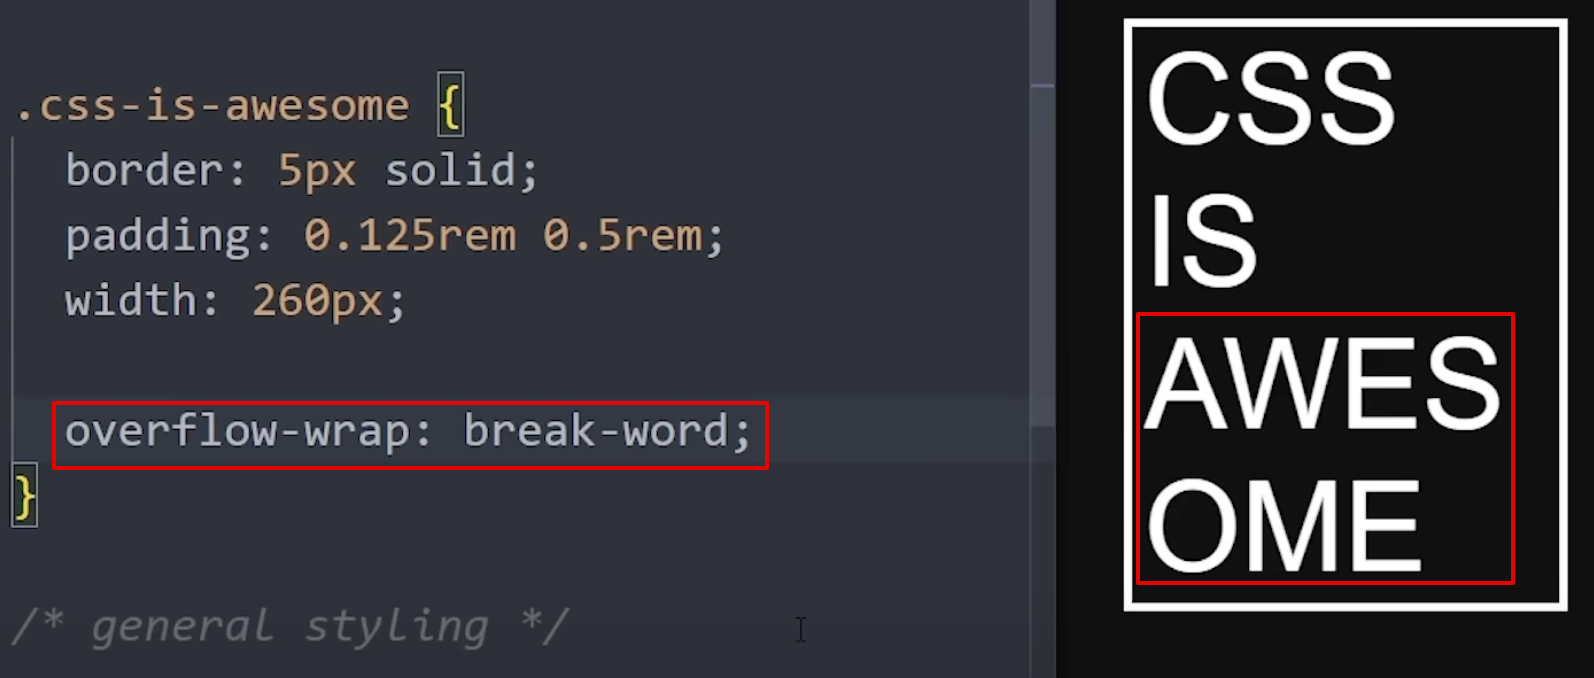 .css-is-awesome {
border: 5px solid;
padding: 0.125rem 0.5rem;
width: 260px;
overflow-wrap: break-word;
}
/* general styling */
CSS
IS
AWES
OME